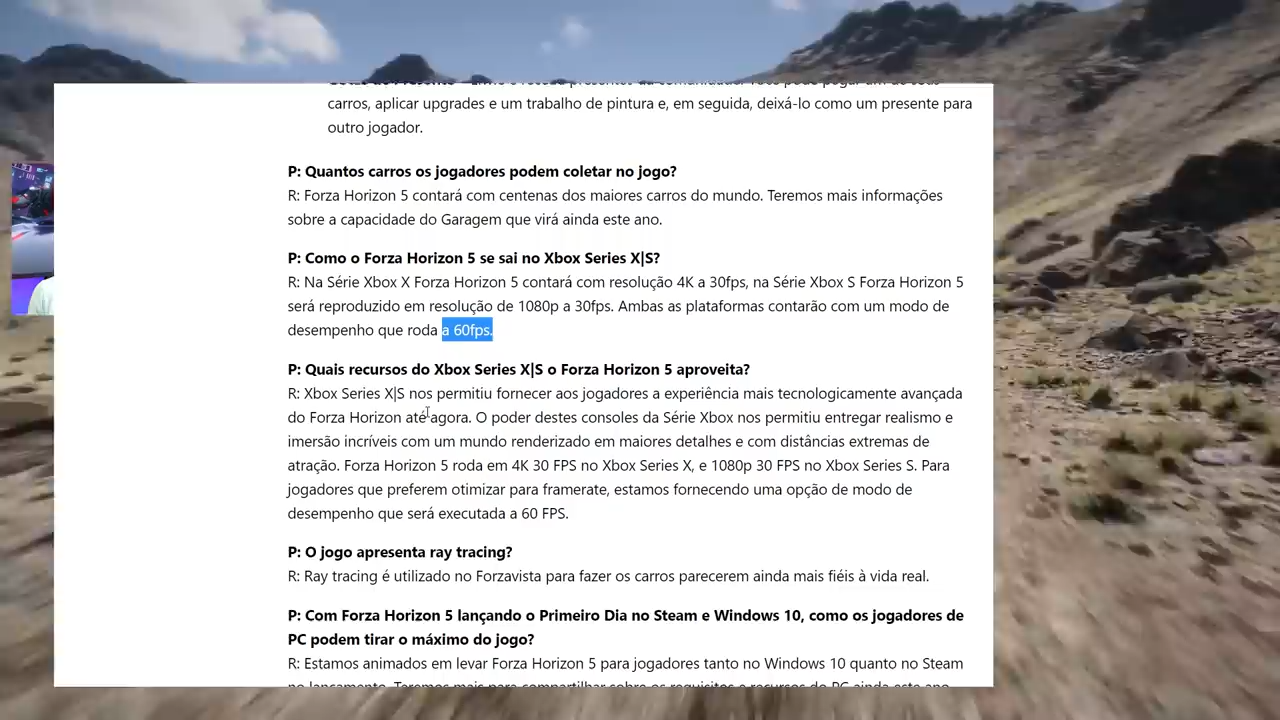 carros, aplicar upgrades e um trabalho de pintura e, em seguida, deixá-lo como um presente para
outro jogador.
P: Quantos carros os jogadores podem coletar no jogo?
R: Forza Horizon 5 contará com centenas dos maiores carros do mundo. Teremos mais informações
sobre a capacidade do Garagem que virá ainda este ano.
P: Como o Forza Horizon 5 se sai no Xbox Series X|S?
R: Na Série Xbox X Forza Horizon 5 contará com resolução 4K a 30fps, na Série Xbox S Forza Horizon 5
será reproduzido em resolução de 1080p a 30fps. Ambas as plataformas contarão com um modo de
desempenho que roda a 60fps.
P: Quais recursos do Xbox Series X|S o Forza Horizon 5 aproveita?
R: Xbox Series X|S nos permitiu fornecer aos jogadores a experiência mais tecnologicamente avançada
do Forza Horizon até agora. O poder destes consoles da Série Xbox nos permitiu entregar realismo e
imersão incríveis com um mundo renderizado em maiores detalhes e com distâncias extremas de
atração. Forza Horizon 5 roda em 4K 30 FPS no Xbox Series X, e 1080p 30 FPS no Xbox Series S. Para
jogadores que preferem otimizar para framerate, estamos fornecendo uma opção de modo de
desempenho que será executada a 60 FPS.
P: O jogo apresenta ray tracing?
R: Ray tracing é utilizado no Forzavista para fazer os carros parecerem ainda mais fiéis à vida real.
P: Com Forza Horizon 5 lançando o Primeiro Dia no Steam e Windows 10, como os jogadores de
PC podem tirar o máximo do jogo?
R: Estamos animados em levar Forza Horizon 5 para jogadores tanto no Windows 10 quanto no Steam